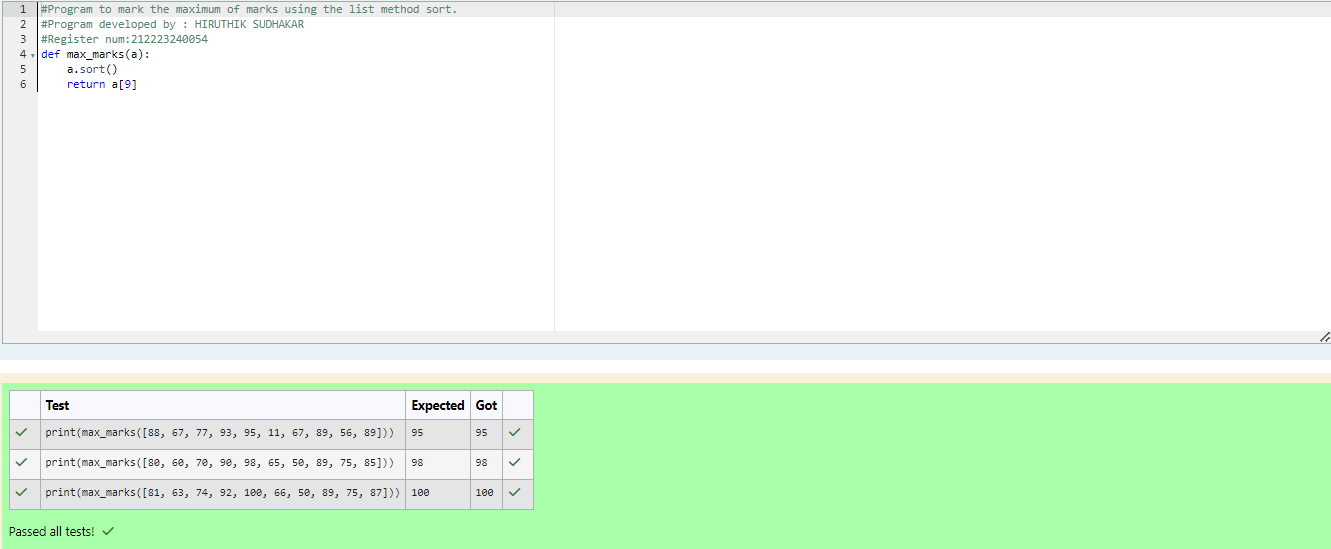 1 #Program to mark the maximum of marks using the list method sort.
2 #Program developed by : HIRUTHIK SUDHAKAR
3 #Register num:212223240054
4 def max_marks(a):
5     a.sort()
6     return a[9]
Test Expected Got
print(max_marks([88, 67, 77, 93, 95, 11, 67, 89, 56, 89])) 95 95
print(max_marks([80, 60, 70, 90, 98, 65, 50, 89, 75, 85])) 98 98
print(max_marks([81, 63, 74, 92, 100, 66, 50, 89, 75, 87])) 100 100
Passed all tests!